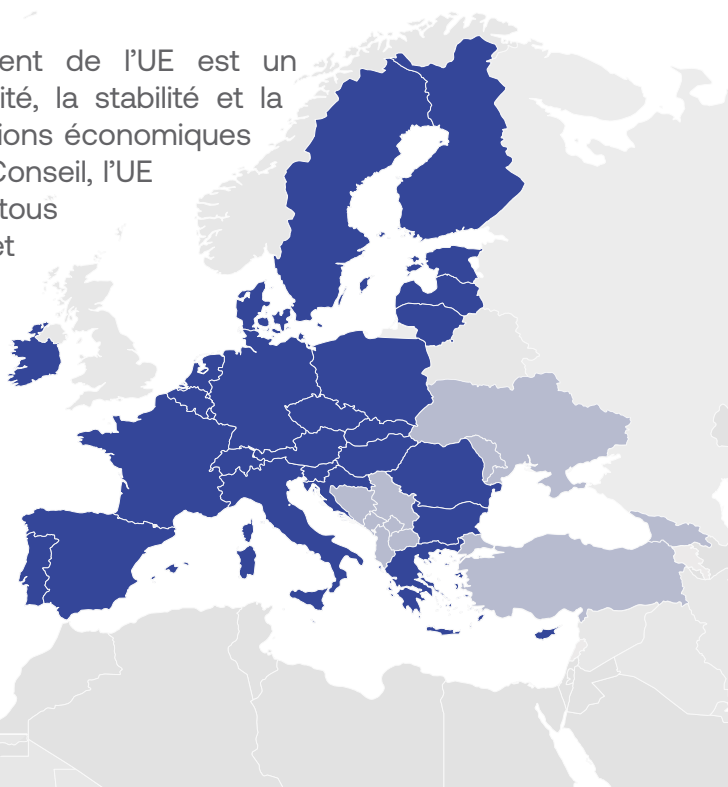 ent de l’UE est un
ité, la stabilité et la
ions économiques
Conseil, l’UE
tous
et